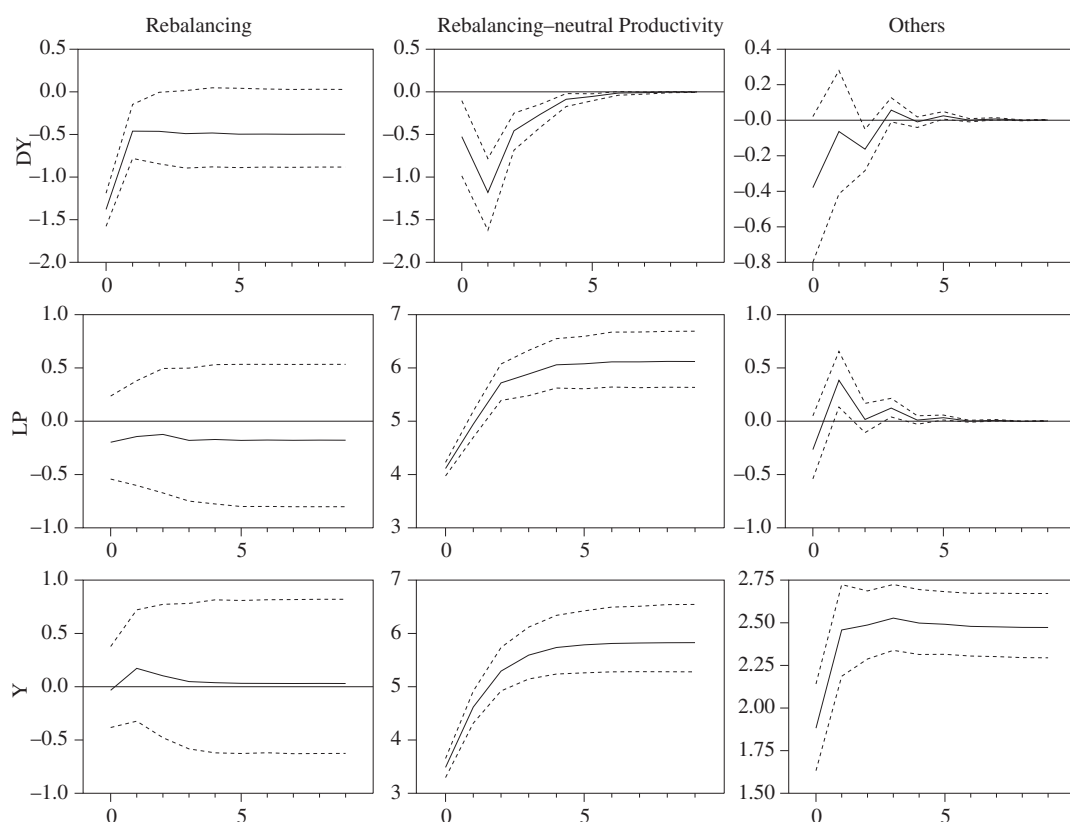 Rebalancing Rebalancing–neutral Productivity Others
0.5 0.5 0.4
0.0 0.0 0.2
–0.5 –0.5 0.0
–1.0 –1.0 –0.2
–1.5 –1.5 –0.4
–2.0 –2.0 –0.6
–0.8
DY
0 5 0 5 0 5
1.0 7 1.0
0.5 6 0.5
0.0 5 0.0
–0.5 4 –0.5
–1.0 3 –1.0
LP
0 5 0 5 0 5
1.0 7 2.75
0.5 6 2.50
0.0 5 2.25
–0.5 4 2.00
–1.0 3 1.75
1.50
Y
0 5 0 5 0 5